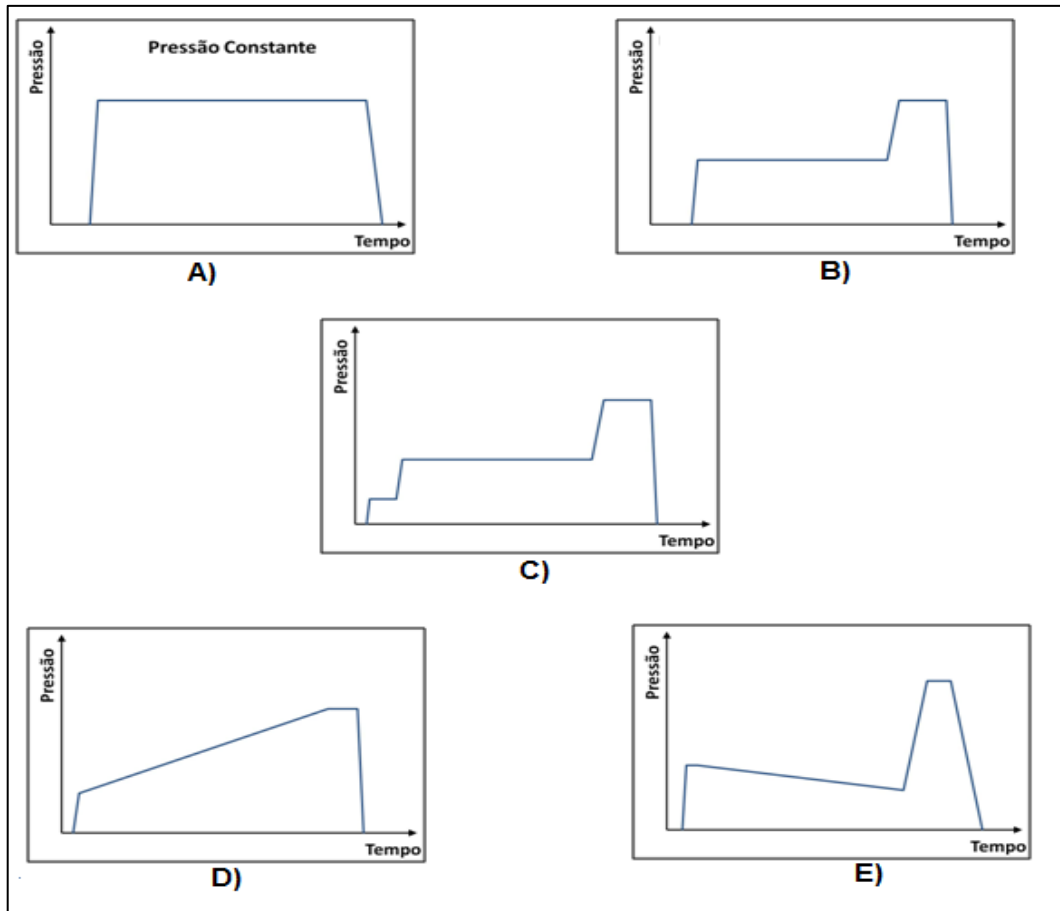 Pressão Constante
Pressão
Tempo
A)
Pressão
Tempo
B)
Pressão
Tempo
C)
Pressão
Tempo
D)
Pressão
Tempo
E)